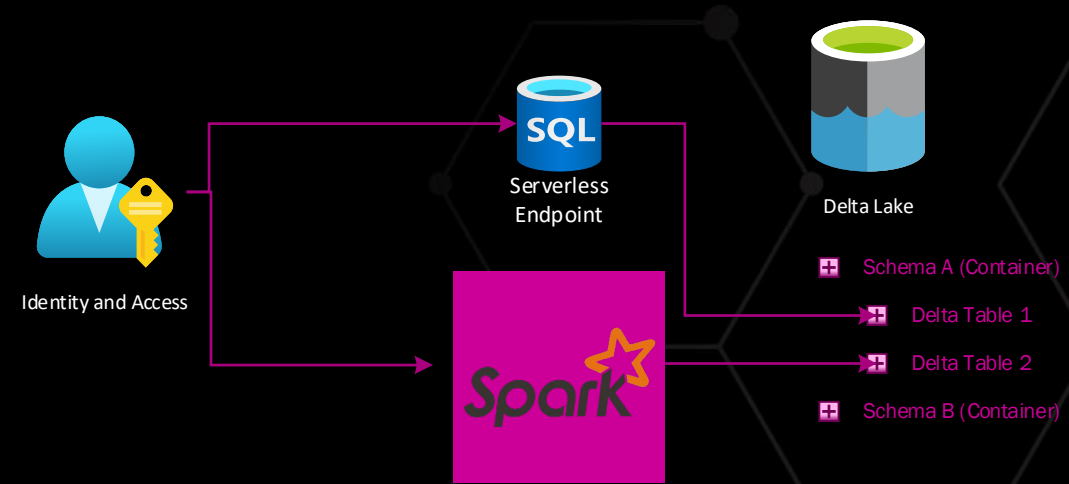 SQL
Serverless
Endpoint
Delta Lake
Identity and Access
Schema A (Container)
Delta Table 1
Delta Table 2
Schema B (Container)
Spark